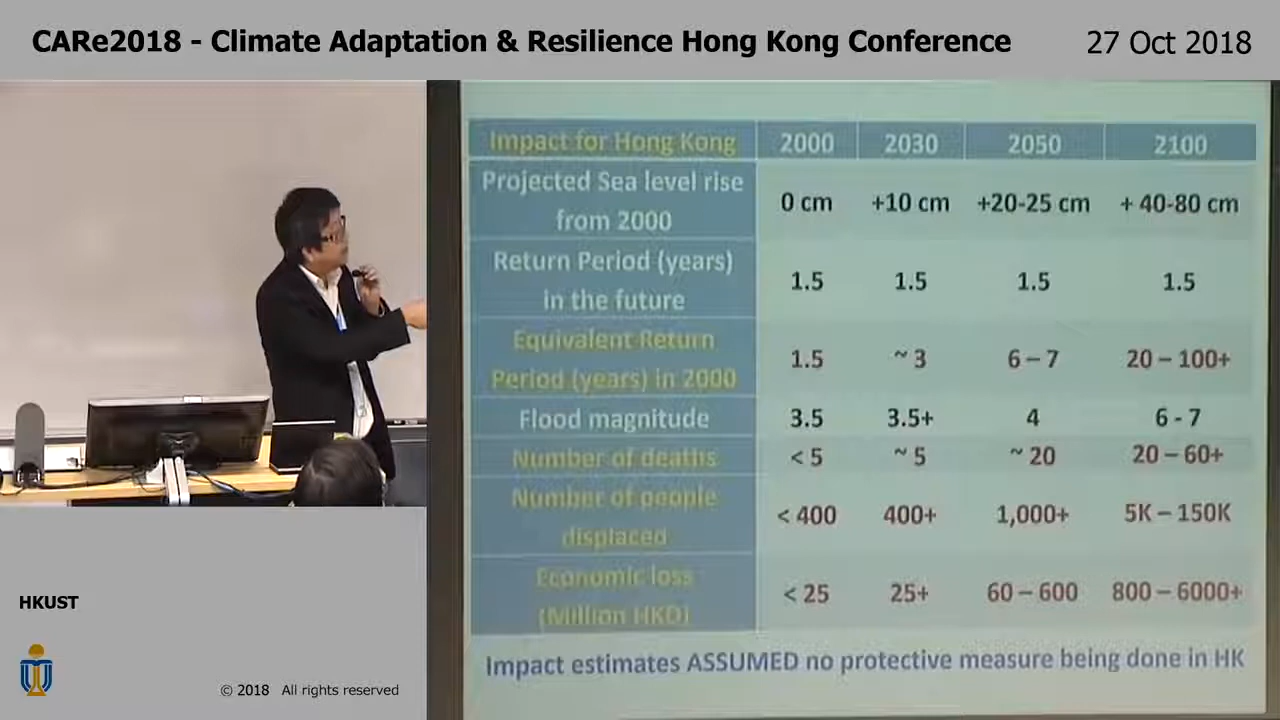 CARe2018 - Climate Adaptation & Resilience Hong Kong Conference
27 Oct 2018
Impact for Hong Kong 2000 2030 2050 2100
Projected Sea level rise
from 2000
0 cm +10 cm +20-25 cm + 40-80 cm
Return Period (years)
in the future
1.5 1.5 1.5 1.5
Equivalent Return
Period (years) in 2000
1.5 ~ 3 6 – 7 20 – 100+
Flood magnitude 3.5 3.5+ 4 6 - 7
Number of deaths < 5 ~ 5 ~ 20 20 – 60+
Number of people
displaced
< 400 400+ 1,000+ 5K – 150K
Economic loss
(Million HKD)
< 25 25+ 60 – 600 800 – 6000+
Impact estimates ASSUMED no protective measure being done in HK
HKUST
© 2018 All rights reserved